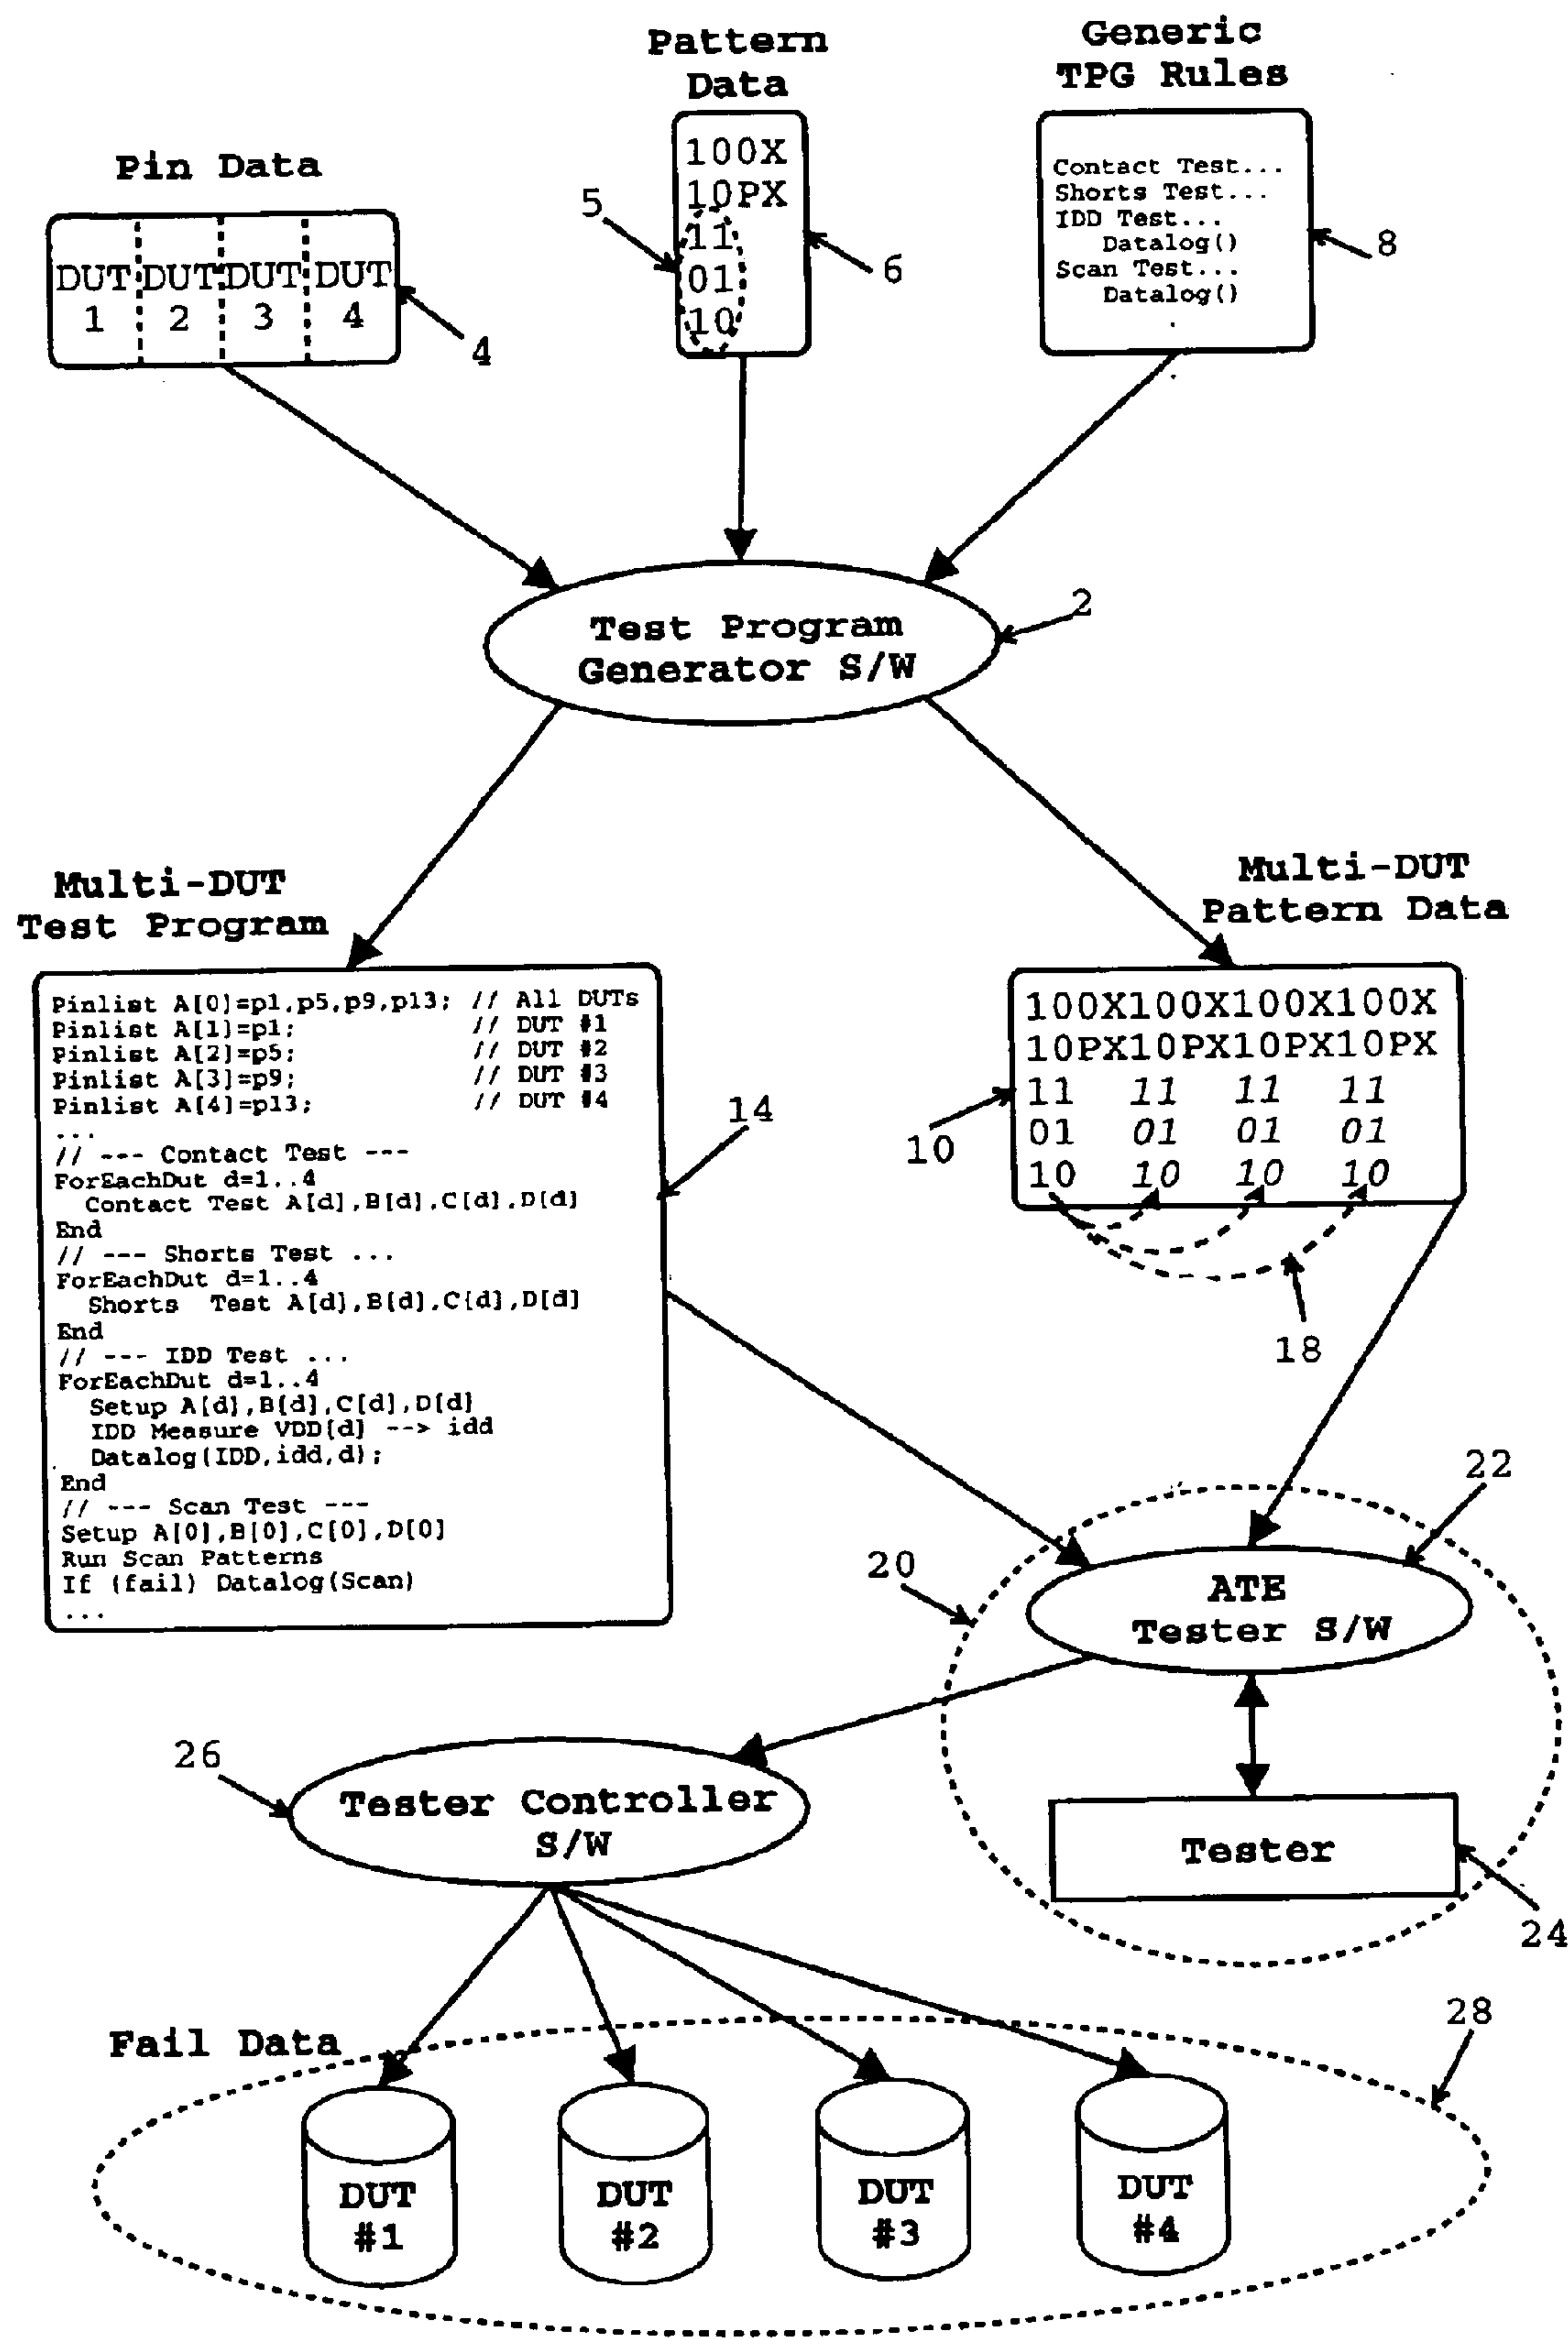 Pin Data
DUT DUT DUT DUT
1 2 3 4
4
Pattern
Data
100X
10PX
11
01
10
5
6
Generic
TPG Rules
Contact Test...
Shorts Test...
IDD Test...
Datalog()
Scan Test...
Datalog()
8
Test Program
Generator S/W
2
Multi-DUT
Test Program
Pinlist A[0]=p1,p5,p9,p13; // All DUTs
Pinlist A[1]=p1; // DUT #1
Pinlist A[2]=p5; // DUT #2
Pinlist A[3]=p9; // DUT #3
Pinlist A[4]=p13; // DUT #4
...
// --- Contact Test ---
ForEachDut d=1..4
Contact Test A[d],B[d],C[d],D[d]
End
// --- Shorts Test ...
ForEachDut d=1..4
Shorts Test A[d],B[d],C[d],D[d]
End
// --- IDD Test ...
ForEachDut d=1..4
Setup A[d],B[d],C[d],D[d]
IDD Measure VDD[d] --> idd
Datalog(IDD,idd,d);
End
// --- Scan Test ---
Setup A[0],B[0],C[0],D[0]
Run Scan Patterns
If (fail) Datalog(Scan)
...
14
Multi-DUT
Pattern Data
100X100X100X100X
10PX10PX10PX10PX
11 11 11 11
01 01 01 01
10 10 10 10
10
18
22
20
ATE
Tester S/W
Tester
24
26
Tester Controller
S/W
Fail Data
28
DUT
#1
DUT
#2
DUT
#3
DUT
#4